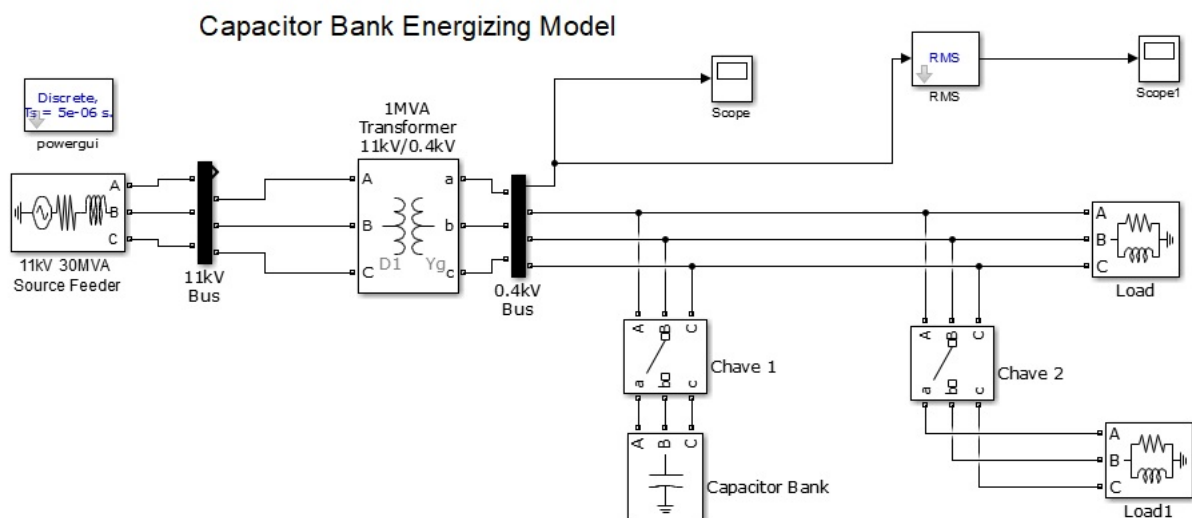 Capacitor Bank Energizing Model
Discrete,
Ts = 5e-06 s.
powergui
A
B
C
11kV 30MVA
Source Feeder
11kV
Bus
1MVA
Transformer
11kV/0.4kV
A
B
C
D1
Yg
a
b
c
0.4kV
Bus
Scope
RMS
RMS
Scope1
A
B
C
Load
A
B
C
a
b
c
Chave 1
A
B
C
a
b
c
Chave 2
A
B
C
Capacitor Bank
A
B
C
Load1